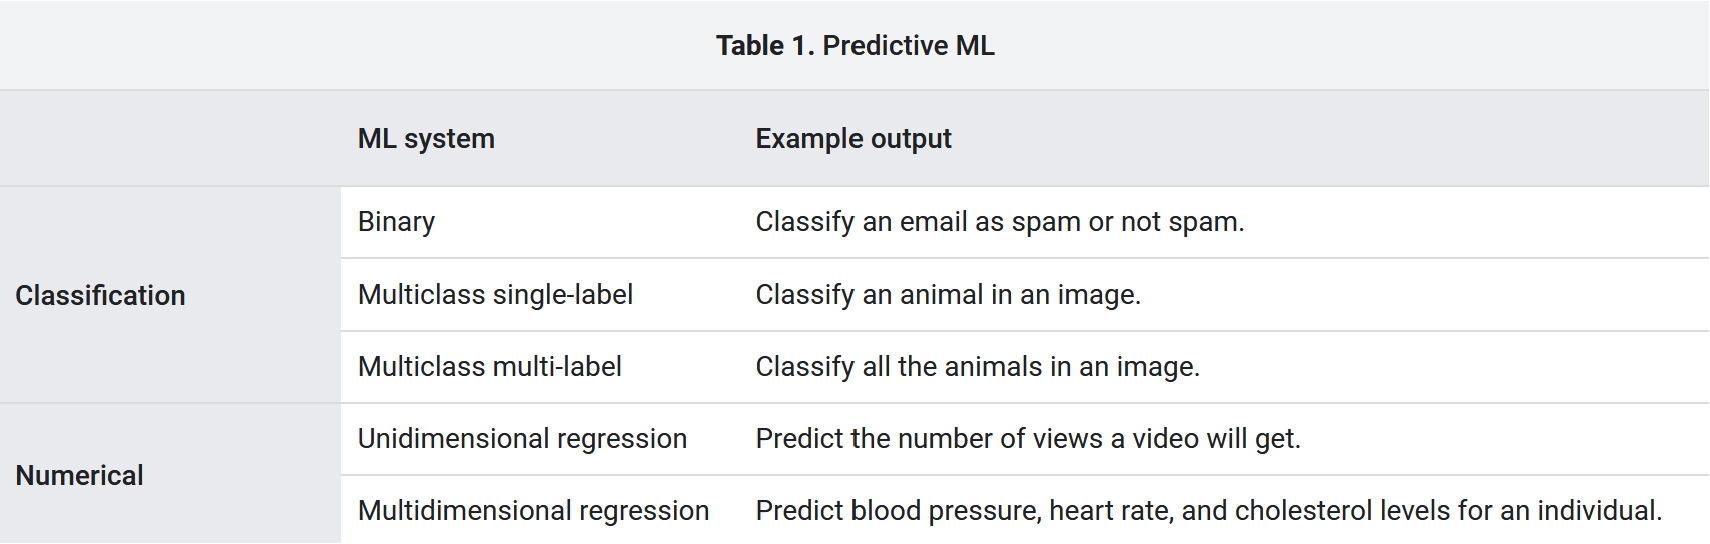 Table 1. Predictive ML
ML system Example output
Binary Classify an email as spam or not spam.
Classification Multiclass single-label Classify an animal in an image.
Multiclass multi-label Classify all the animals in an image.
Unidimensional regression Predict the number of views a video will get.
Numerical
Multidimensional regression Predict blood pressure, heart rate, and cholesterol levels for an individual.